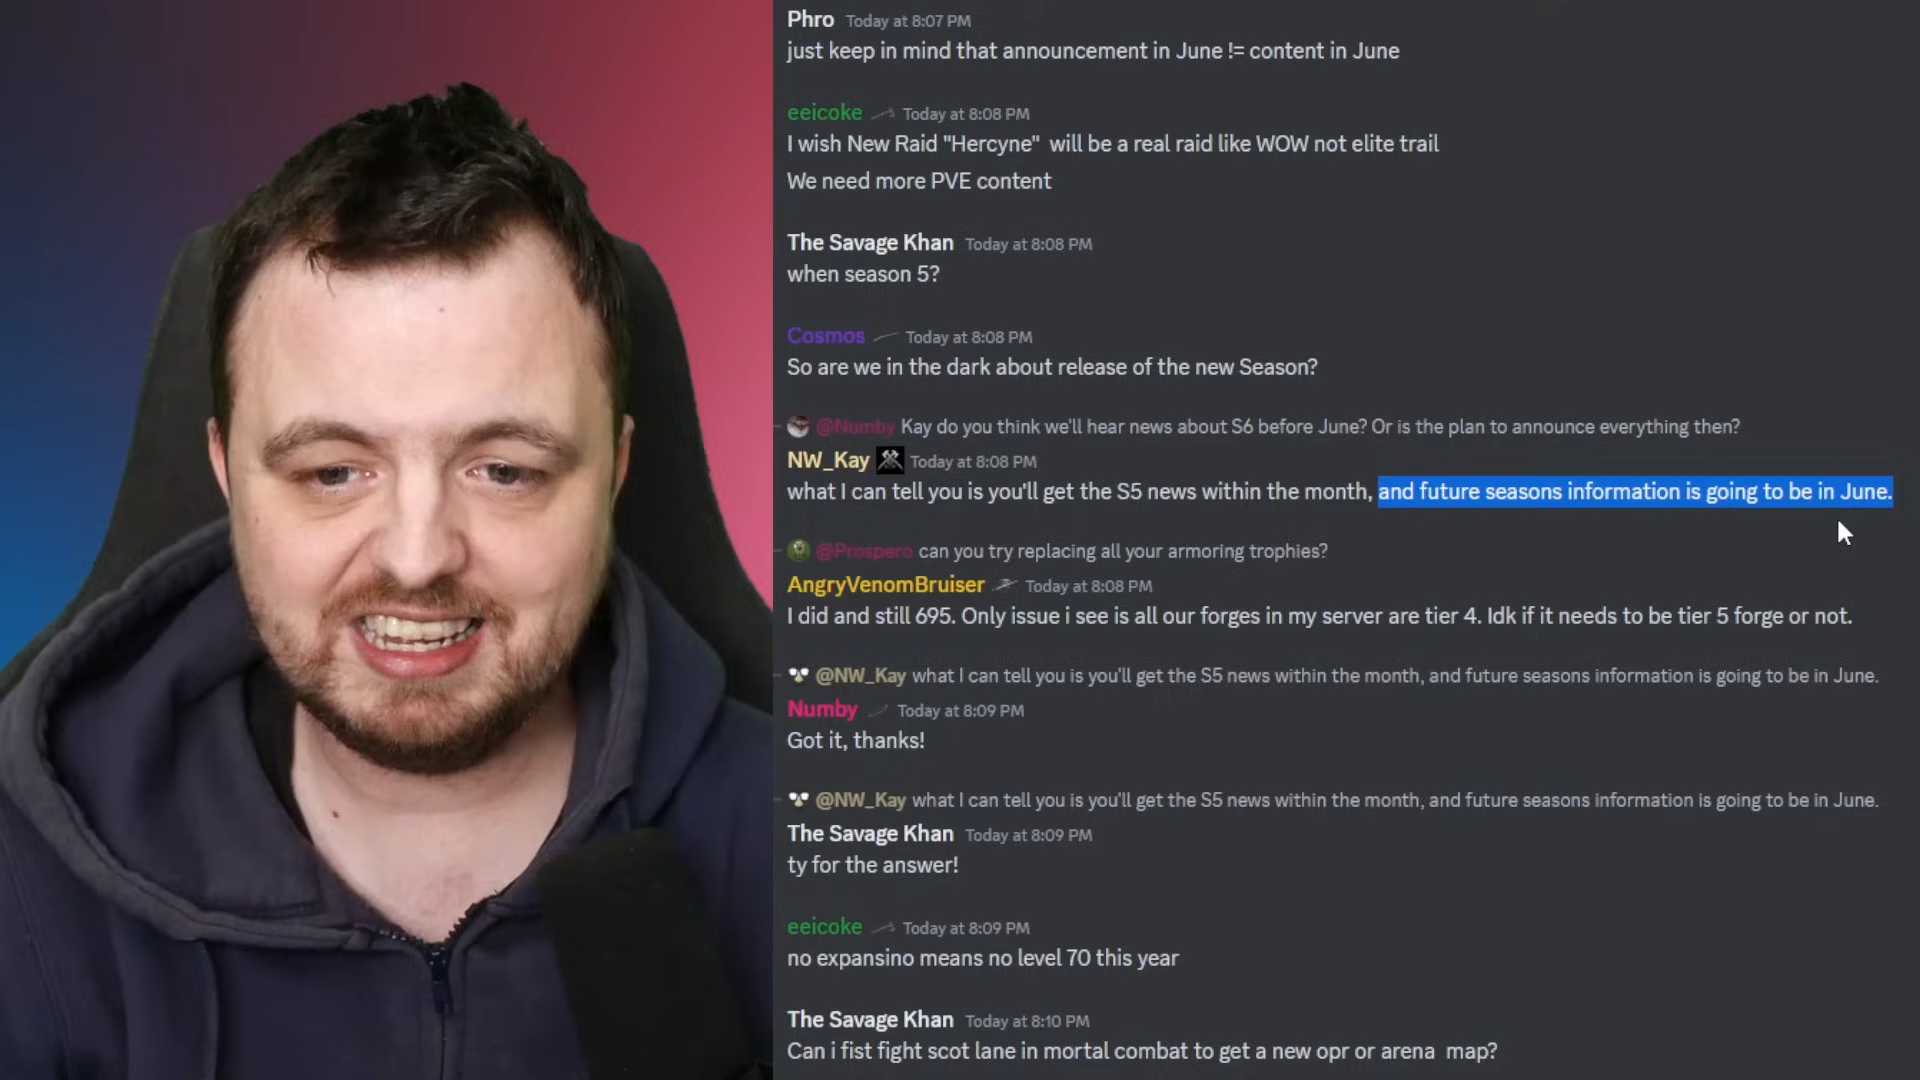 Phro Today at 8:07 PM
just keep in mind that announcement in June != content in June
eeicoke Today at 8:08 PM
I wish New Raid "Hercyne" will be a real raid like WOW not elite trail
We need more PVE content
The Savage Khan Today at 8:08 PM
when season 5?
Cosmos Today at 8:08 PM
So are we in the dark about release of the new Season?
@Numby Kay do you think we'll hear news about S6 before June? Or is the plan to announce everything then?
NW_Kay Today at 8:08 PM
what I can tell you is you'll get the S5 news within the month, and future seasons information is going to be in June.
@Prospero can you try replacing all your armoring trophies?
AngryVenomBruiser Today at 8:08 PM
I did and still 695. Only issue i see is all our forges in my server are tier 4. Idk if it needs to be tier 5 forge or not.
@NW_Kay what I can tell you is you'll get the S5 news within the month, and future seasons information is going to be in June.
Numby Today at 8:09 PM
Got it, thanks!
@NW_Kay what I can tell you is you'll get the S5 news within the month, and future seasons information is going to be in June.
The Savage Khan Today at 8:09 PM
ty for the answer!
eeicoke Today at 8:09 PM
no expansino means no level 70 this year
The Savage Khan Today at 8:10 PM
Can i fist fight scot lane in mortal combat to get a new opr or arena map?